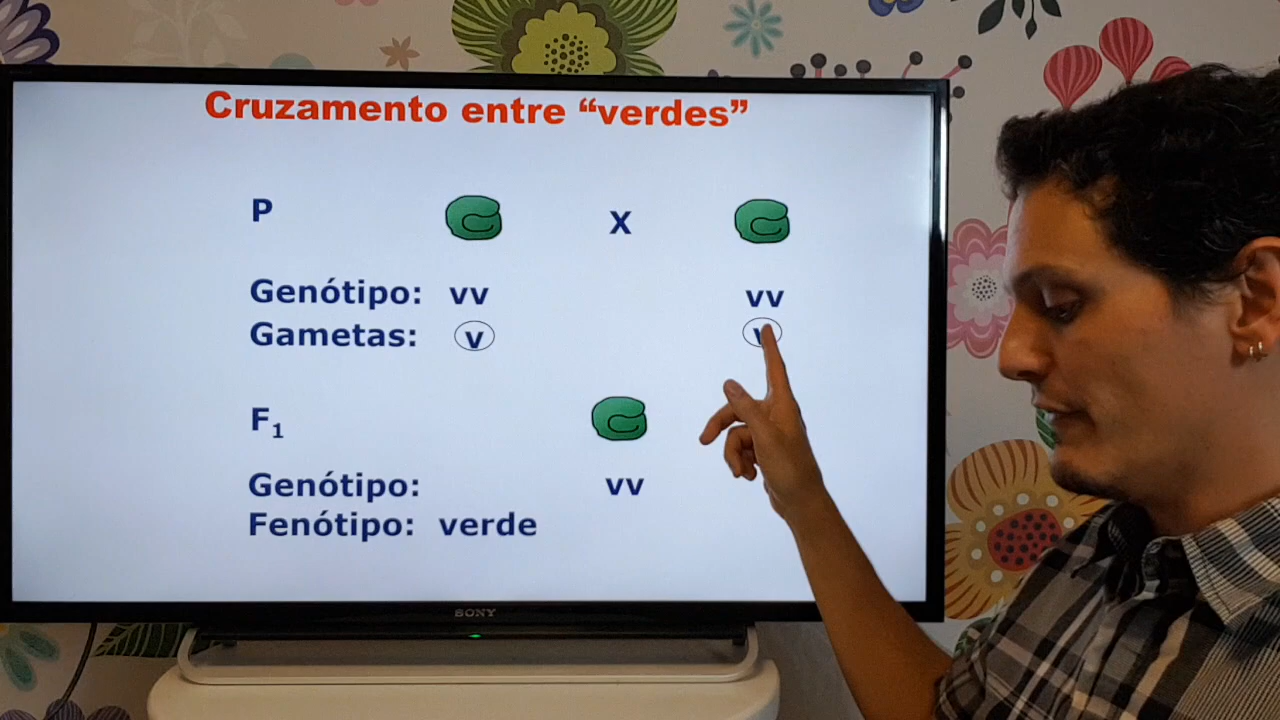 Cruzamento entre “verdes”
P X
Genótipo: vv vv
Gametas: v v
F1
Genótipo: vv
Fenótipo: verde
SONY